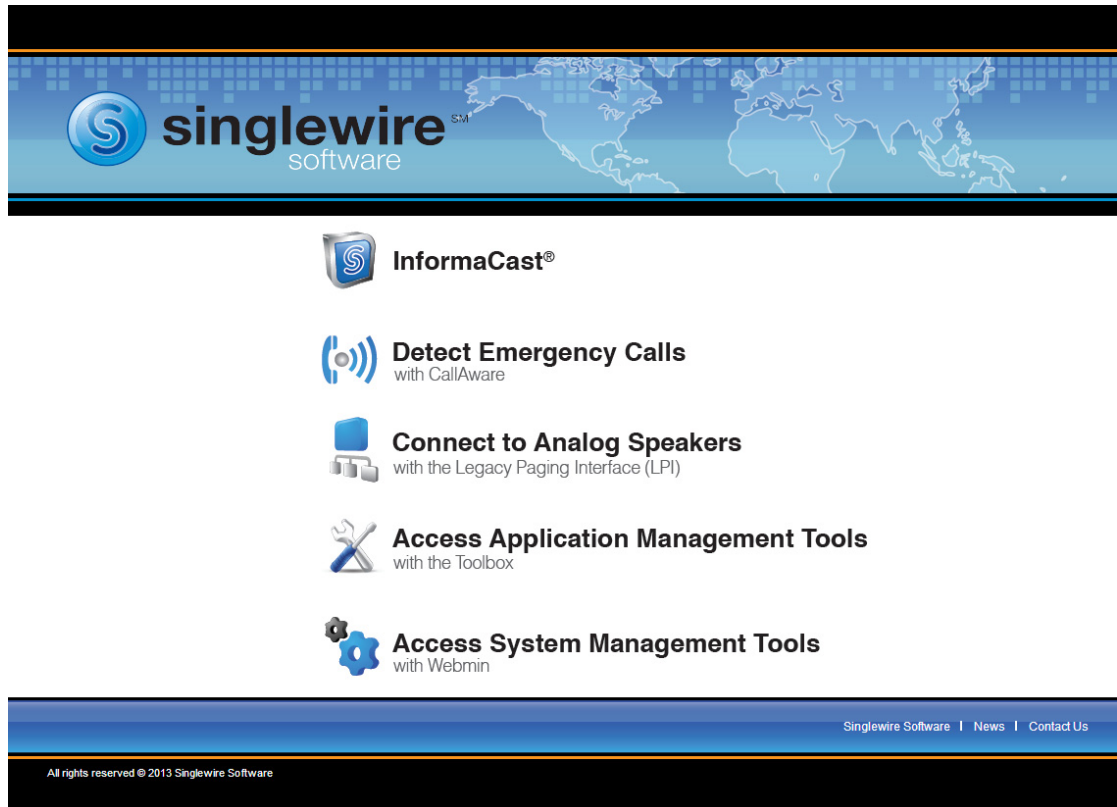 singlewire SM
software
InformaCast®
Detect Emergency Calls
with CallAware
Connect to Analog Speakers
with the Legacy Paging Interface (LPI)
Access Application Management Tools
with the Toolbox
Access System Management Tools
with Webmin
Singlewire Software | News | Contact Us
All rights reserved © 2013 Singlewire Software